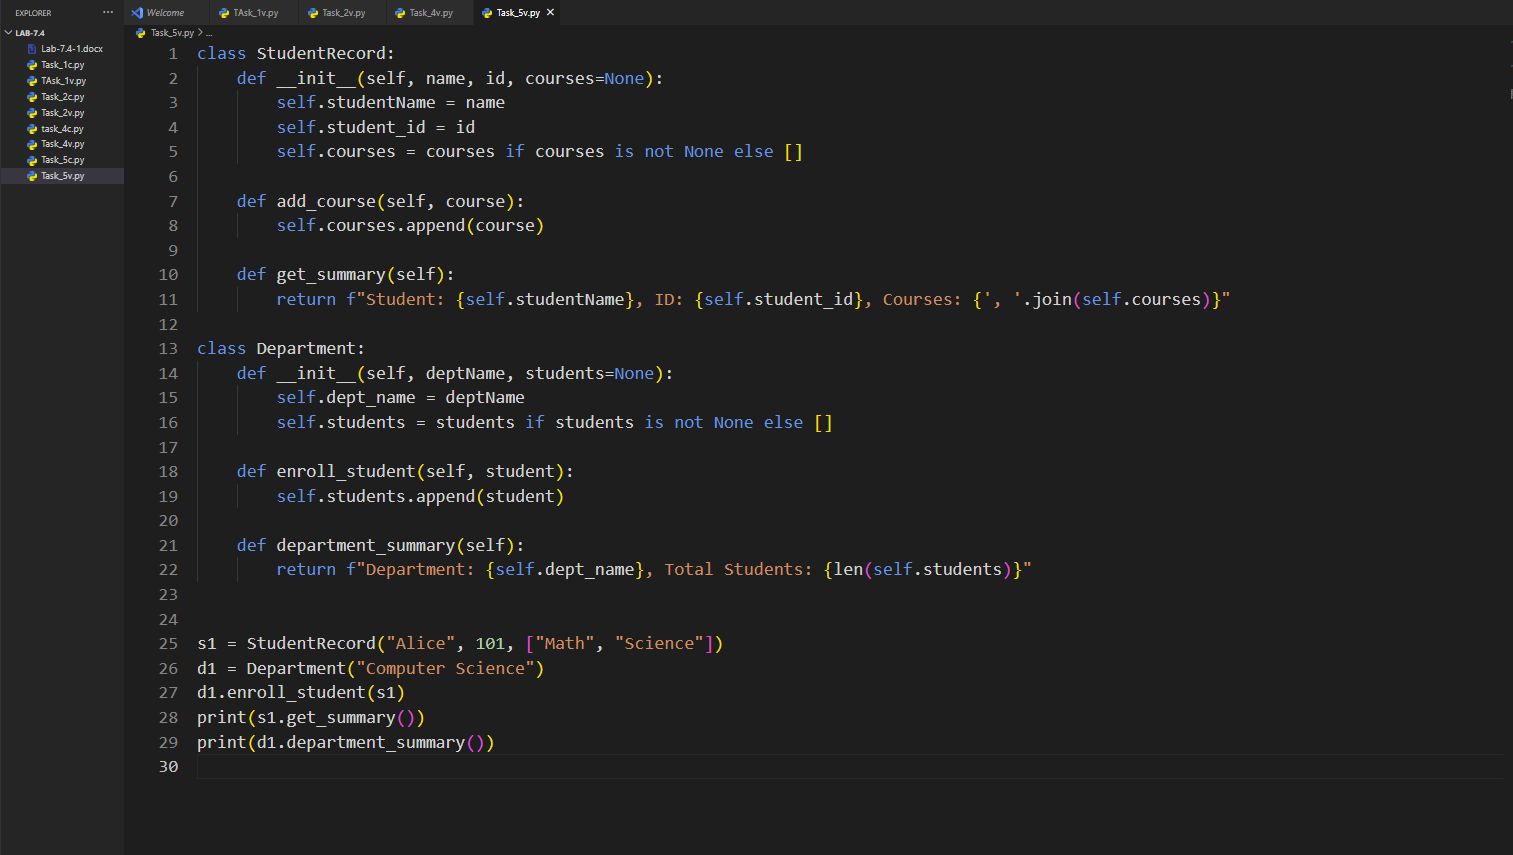 EXPLORER ...
LAB-7.4
Lab-7.4-1.docx
Task_1c.py
TAsk_1v.py
Task_2c.py
Task_2v.py
task_4c.py
Task_4v.py
Task_5c.py
Task_5v.py
Welcome TAsk_1v.py Task_2v.py Task_4v.py Task_5v.py
Task_5v.py > ...
1 class StudentRecord:
2     def __init__(self, name, id, courses=None):
3         self.studentName = name
4         self.student_id = id
5         self.courses = courses if courses is not None else []
6
7     def add_course(self, course):
8         self.courses.append(course)
9
10     def get_summary(self):
11         return f"Student: {self.studentName}, ID: {self.student_id}, Courses: {', '.join(self.courses)}"
12
13 class Department:
14     def __init__(self, deptName, students=None):
15         self.dept_name = deptName
16         self.students = students if students is not None else []
17
18     def enroll_student(self, student):
19         self.students.append(student)
20
21     def department_summary(self):
22         return f"Department: {self.dept_name}, Total Students: {len(self.students)}"
23
24
25 s1 = StudentRecord("Alice", 101, ["Math", "Science"])
26 d1 = Department("Computer Science")
27 d1.enroll_student(s1)
28 print(s1.get_summary())
29 print(d1.department_summary())
30